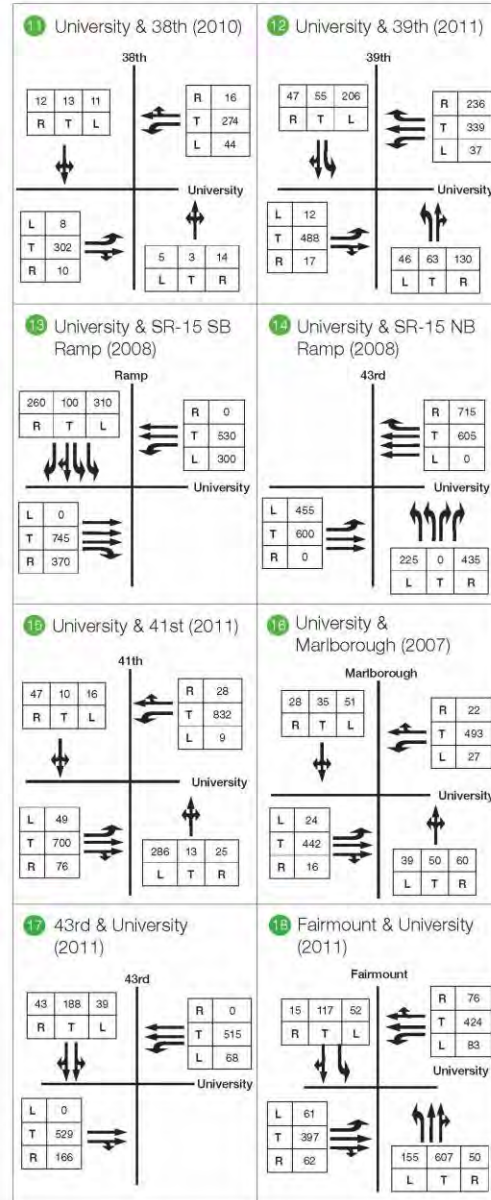 11 University & 38th (2010)
38th
12 13 11
R T L
R 16
T 274
L 44
University
L 8
T 302
R 10
5 3 14
L T R
12 University & 39th (2011)
39th
47 55 206
R T L
R 236
T 339
L 37
University
L 12
T 488
R 17
46 63 130
L T R
13 University & SR-15 SB
Ramp (2008)
Ramp
260 100 310
R T L
R 0
T 530
L 300
University
L 0
T 745
R 370
14 University & SR-15 NB
Ramp (2008)
43rd
R 715
T 605
L 0
University
L 455
T 600
R 0
225 0 435
L T R
15 University & 41st (2011)
41th
47 10 16
R T L
R 28
T 832
L 9
University
L 49
T 700
R 76
286 13 25
L T R
16 University &
Marlborough (2007)
Marlborough
28 35 51
R T L
R 22
T 493
L 27
University
L 24
T 442
R 16
39 50 60
L T R
17 43rd & University
(2011)
43rd
43 188 39
R T L
R 0
T 515
L 68
University
L 0
T 529
R 166
18 Fairmount & University
(2011)
Fairmount
15 117 52
R T L
R 76
T 424
L 83
University
L 61
T 397
R 62
155 607 50
L T R